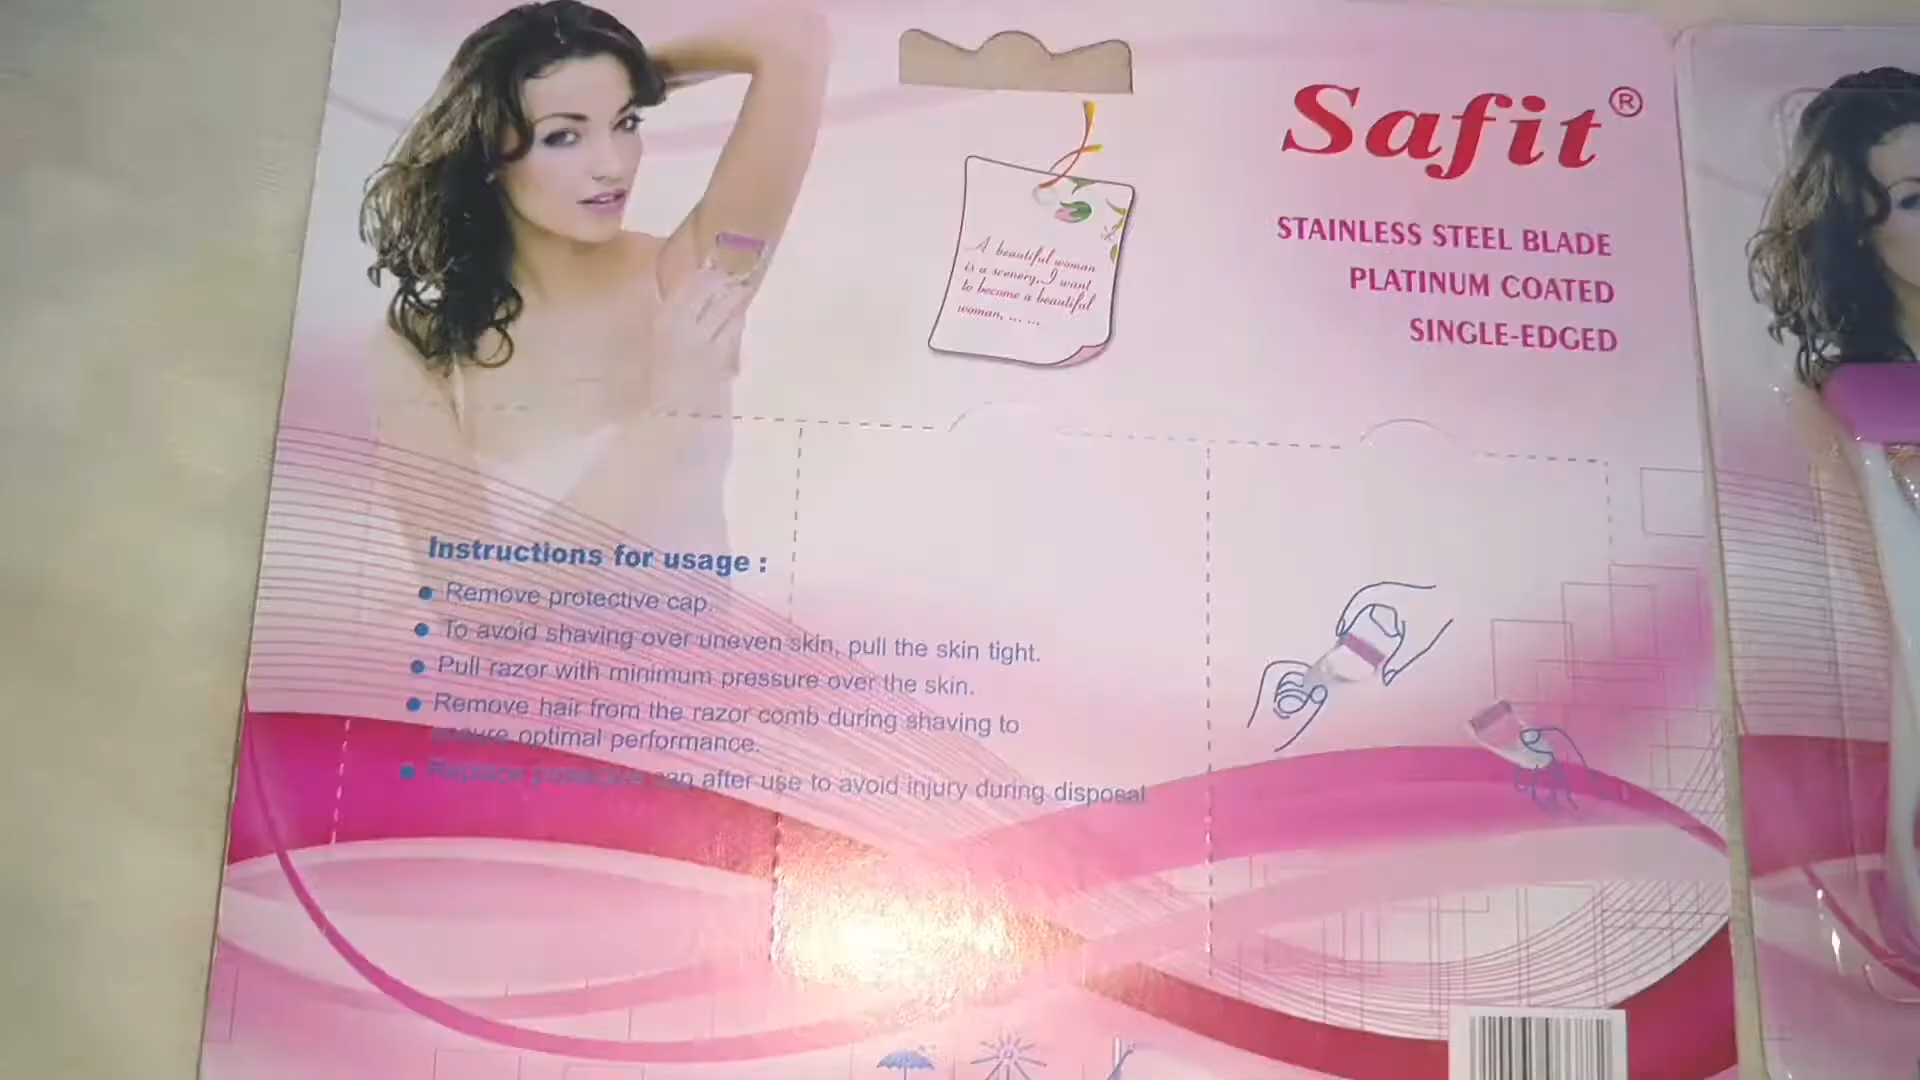 Safit®
STAINLESS STEEL BLADE
PLATINUM COATED
SINGLE-EDGED
A beautiful woman
is a scenery, I want
to become a beautiful
woman, ... ...
Instructions for usage :
Remove protective cap.
To avoid shaving over uneven skin, pull the skin tight.
Pull razor with minimum pressure over the skin.
Remove hair from the razor comb during shaving to
optimal performance.
Replace protective cap after use to avoid injury during disposal